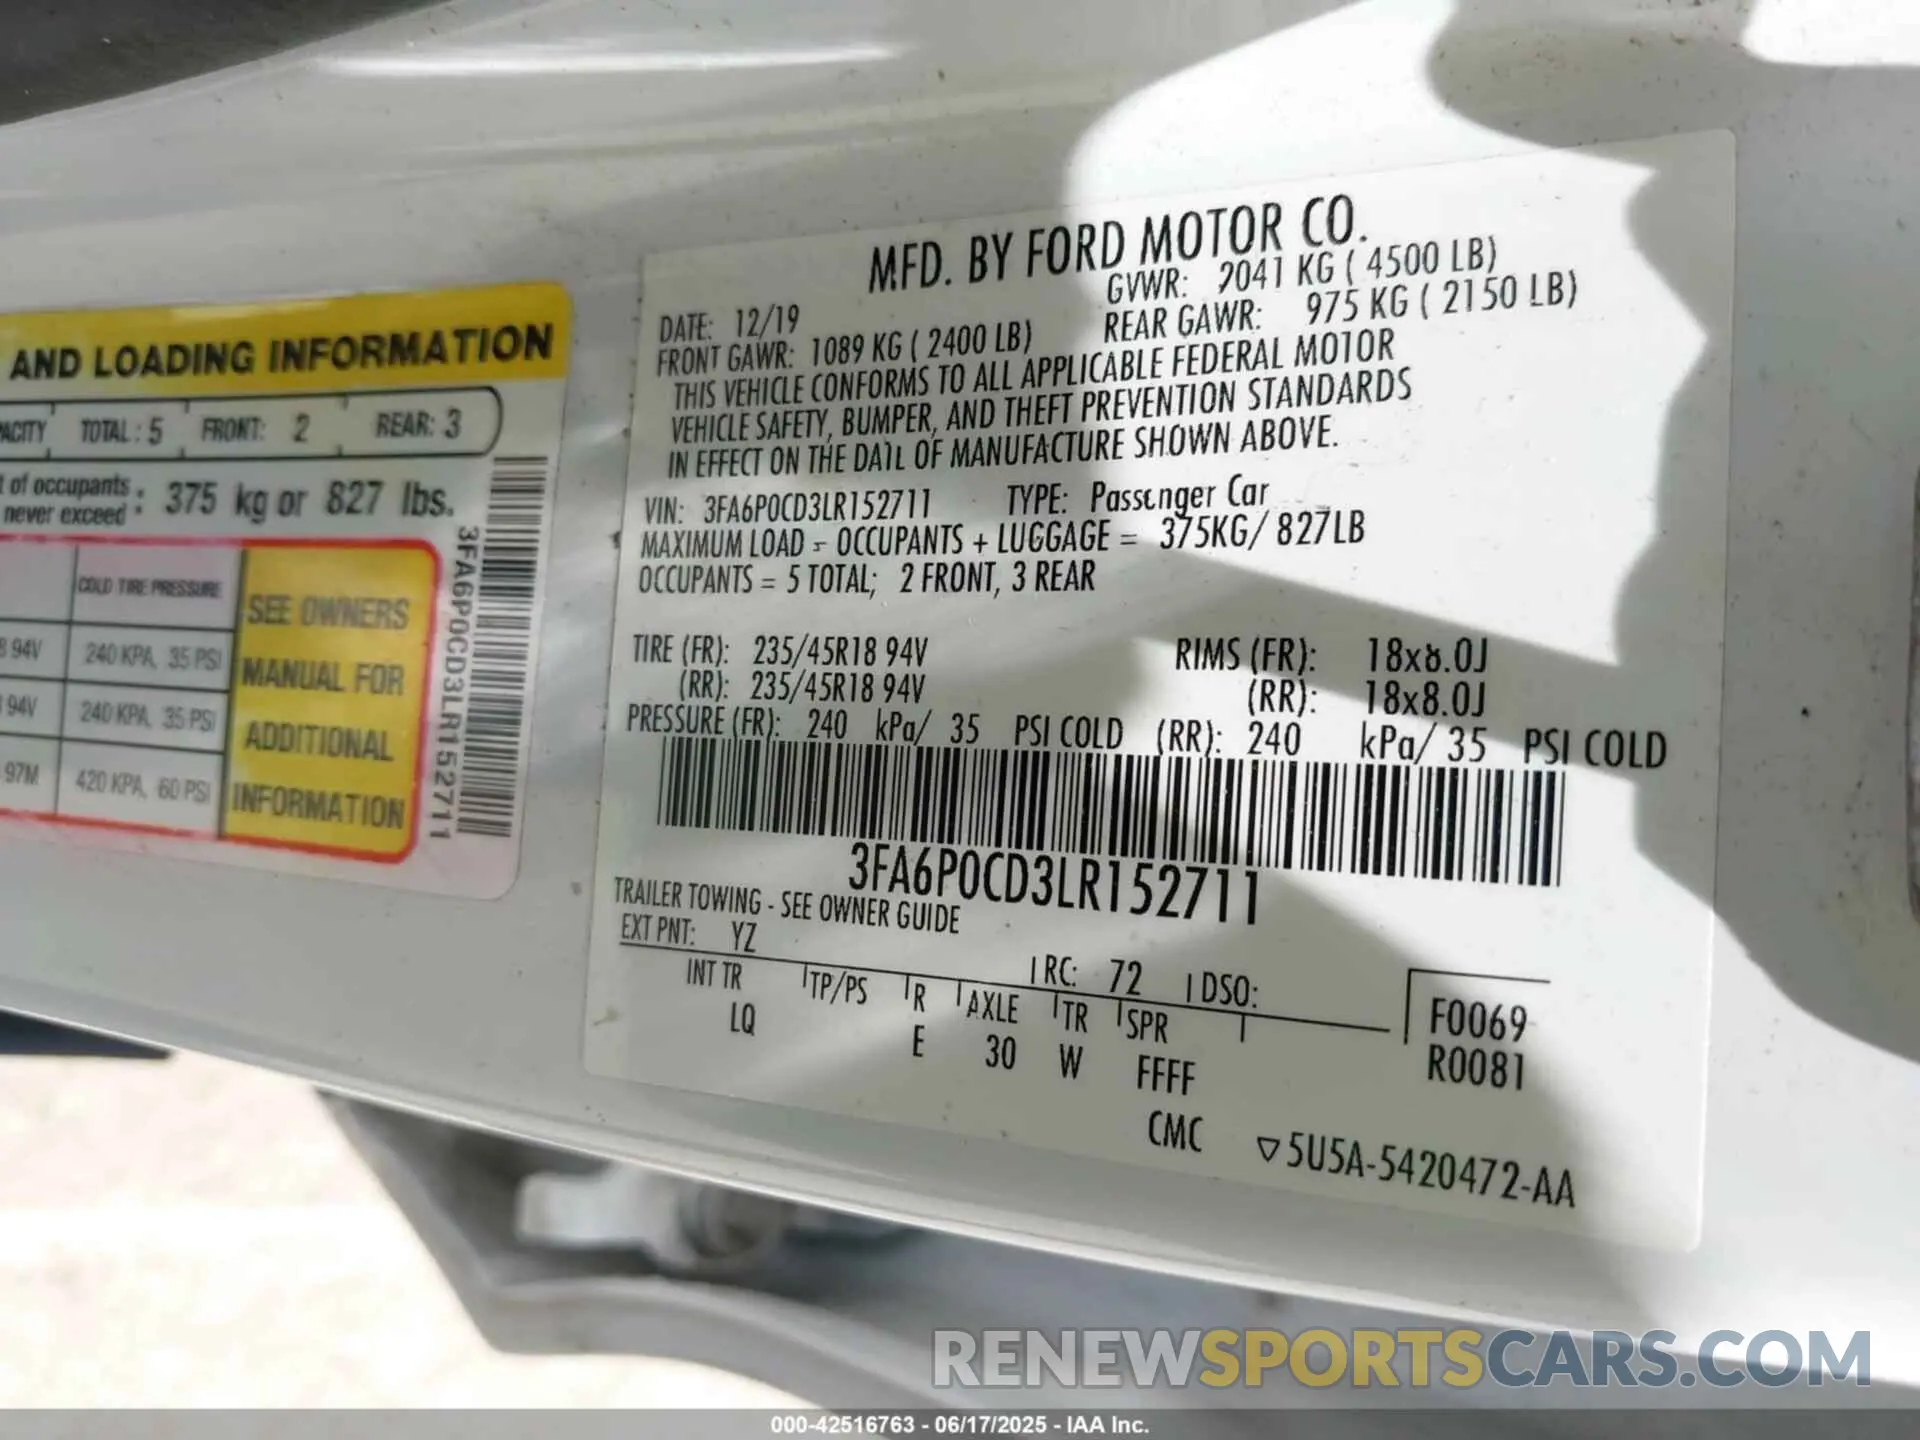 AND LOADING INFORMATION
TOTAL: 5 FRONT: 2 REAR: 3
of occupants : 375 kg or 827 lbs.
never exceed
COLD TIRE PRESSURE
94V 240 KPA, 35 PSI
94V 240 KPA, 35 PSI
97M 420 KPA, 60 PSI
SEE OWNERS
MANUAL FOR
ADDITIONAL
INFORMATION
3FA6P0CD3LR152711
MFD. BY FORD MOTOR CO.
DATE: 12/19 GVWR: 2041 KG ( 4500 LB)
FRONT GAWR: 1089 KG ( 2400 LB) REAR GAWR: 975 KG ( 2150 LB)
THIS VEHICLE CONFORMS TO ALL APPLICABLE FEDERAL MOTOR
VEHICLE SAFETY, BUMPER, AND THEFT PREVENTION STANDARDS
IN EFFECT ON THE DATE OF MANUFACTURE SHOWN ABOVE.
VIN: 3FA6P0CD3LR152711 TYPE: Passenger Car
MAXIMUM LOAD = OCCUPANTS + LUGGAGE = 375KG/ 827LB
OCCUPANTS = 5 TOTAL; 2 FRONT, 3 REAR
TIRE (FR): 235/45R18 94V RIMS (FR): 18x8.0J
(RR): 235/45R18 94V (RR): 18x8.0J
PRESSURE (FR): 240 kPa/ 35 PSI COLD (RR): 240 kPa/ 35 PSI COLD
3FA6P0CD3LR152711
TRAILER TOWING - SEE OWNER GUIDE
EXT PNT: YZ RC: 72 DSO:
INT TR TP/PS R AXLE TR SPR F0069
LQ E 30 W FFFF R0081
CMC ▽5U5A-5420472-AA
RENEWSPORTSCARS.COM
000-42516763 - 06/17/2025 - IAA Inc.